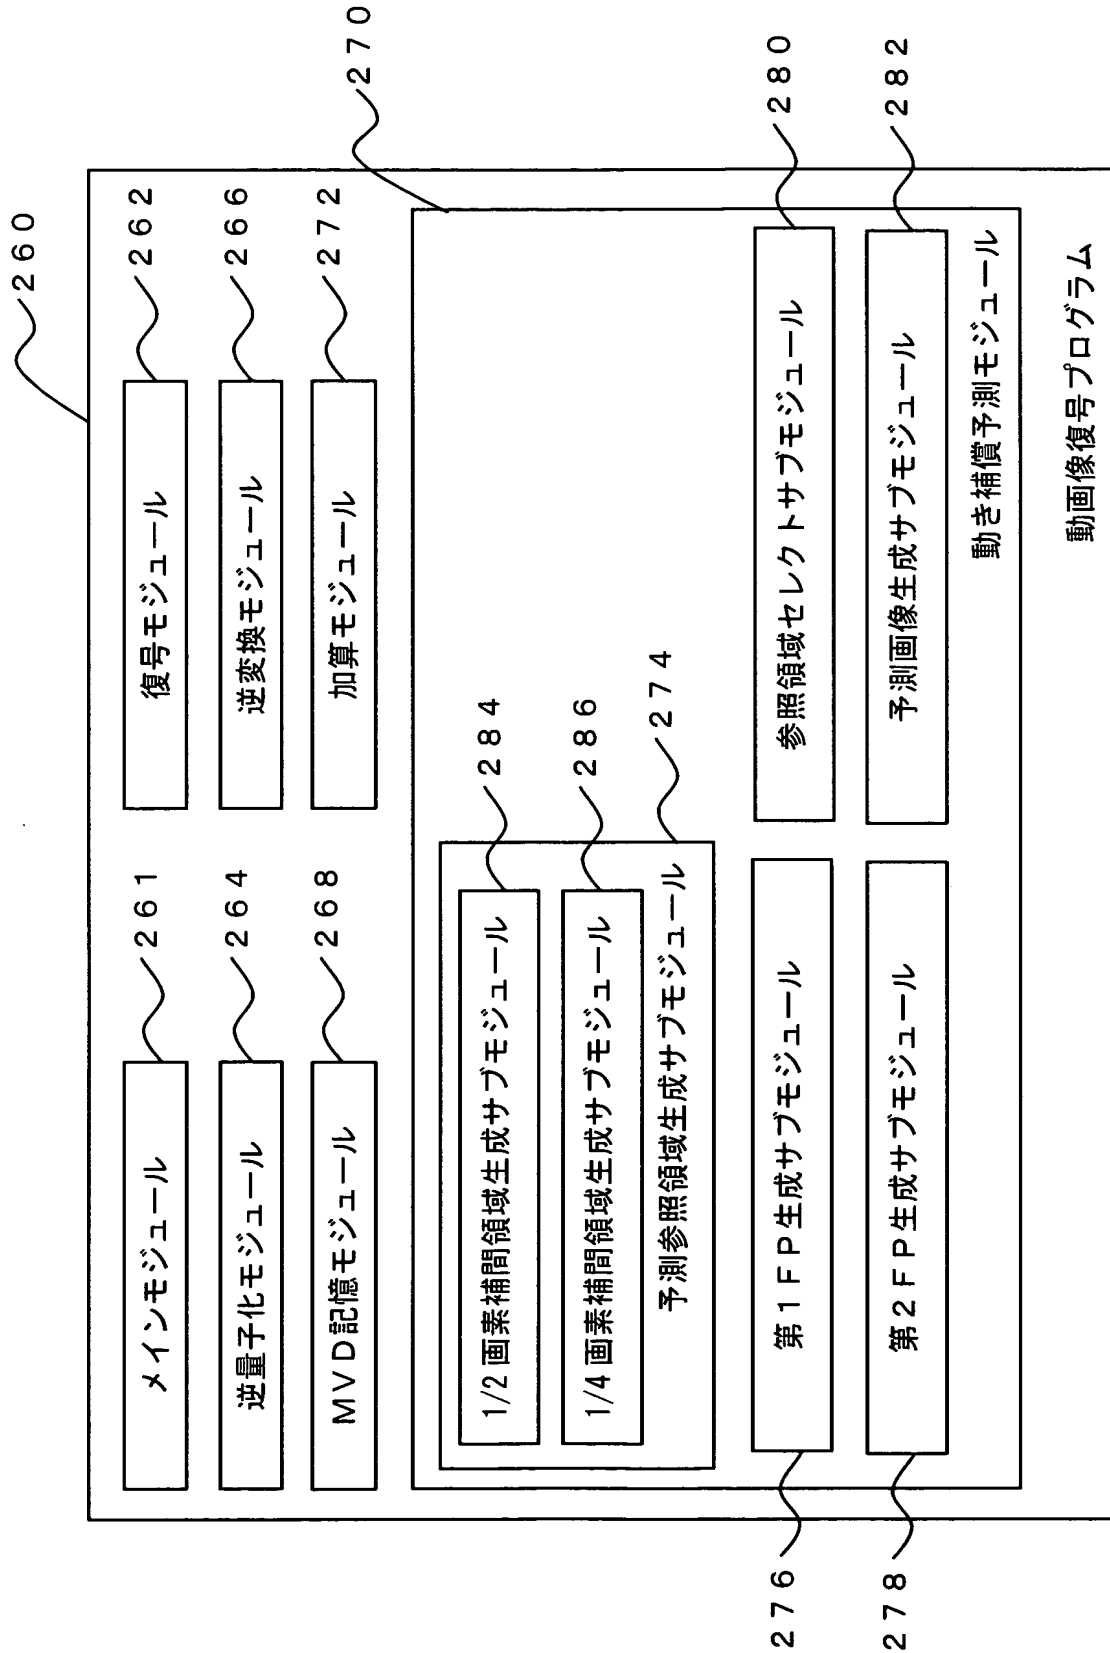 260
メインモジュール
261
復号モジュール
262
逆量子化モジュール
264
逆変換モジュール
266
MVD記憶モジュール
268
加算モジュール
272
270
1/2画素補間領域生成サブモジュール
284
1/4画素補間領域生成サブモジュール
286
予測参照領域生成サブモジュール
274
276
第1FP生成サブモジュール
参照領域セレクトサブモジュール
280
278
第2FP生成サブモジュール
予測画像生成サブモジュール
282
動き補償予測モジュール
動画像復号プログラム